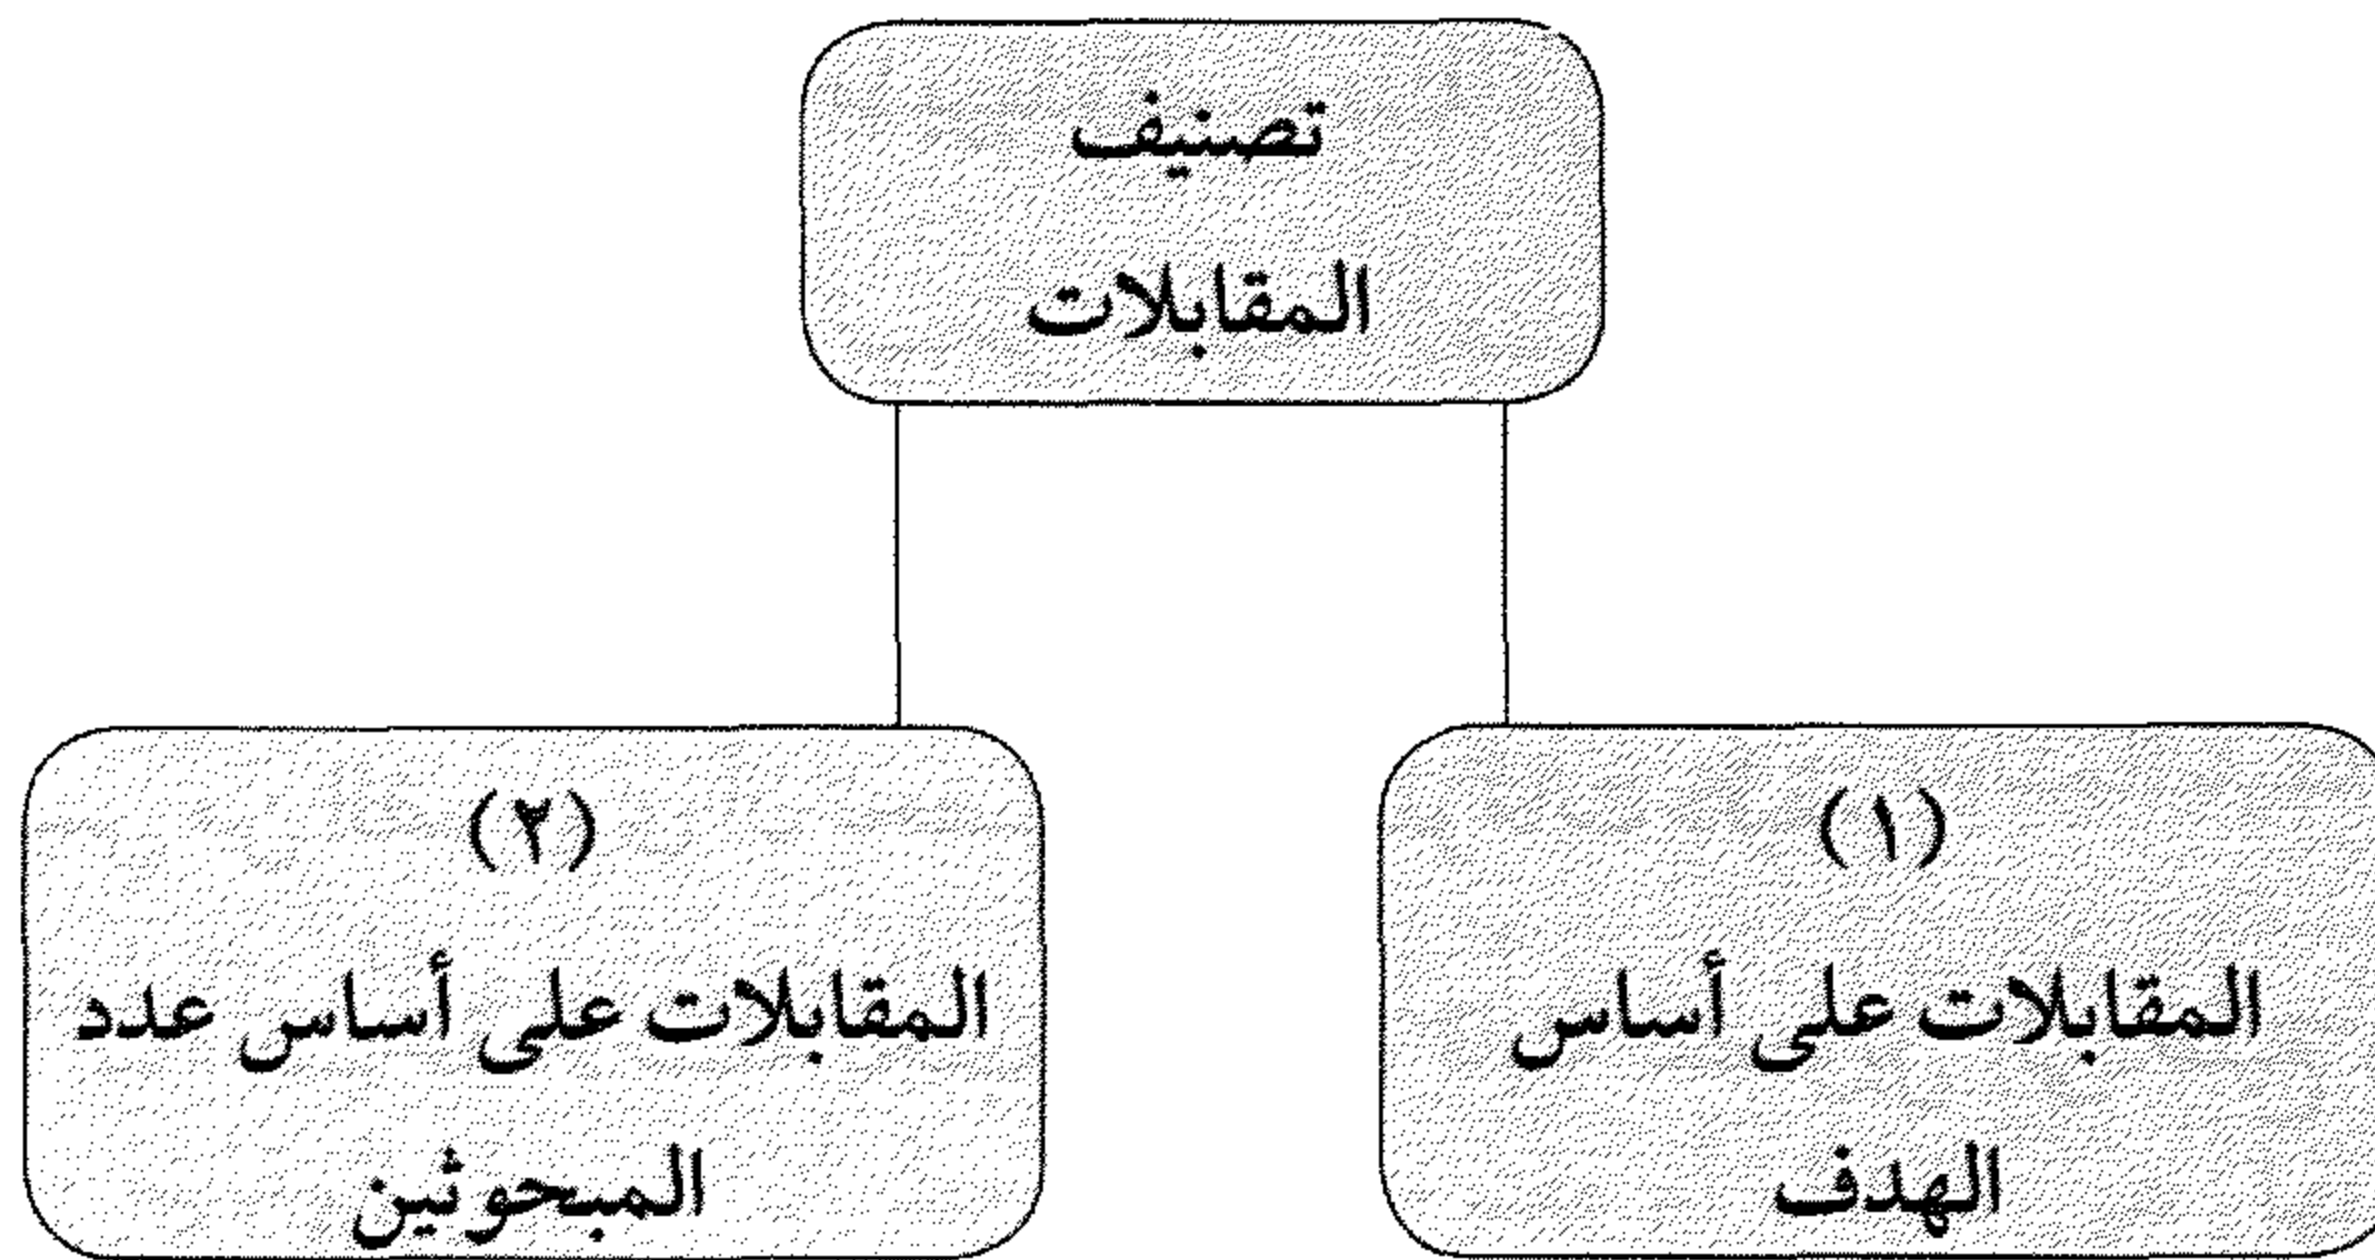 تصنيف
المقابلات
(١)
المقابلات على أساس
الهدف
(٢)
المقابلات على أساس عدد
المبحوثين